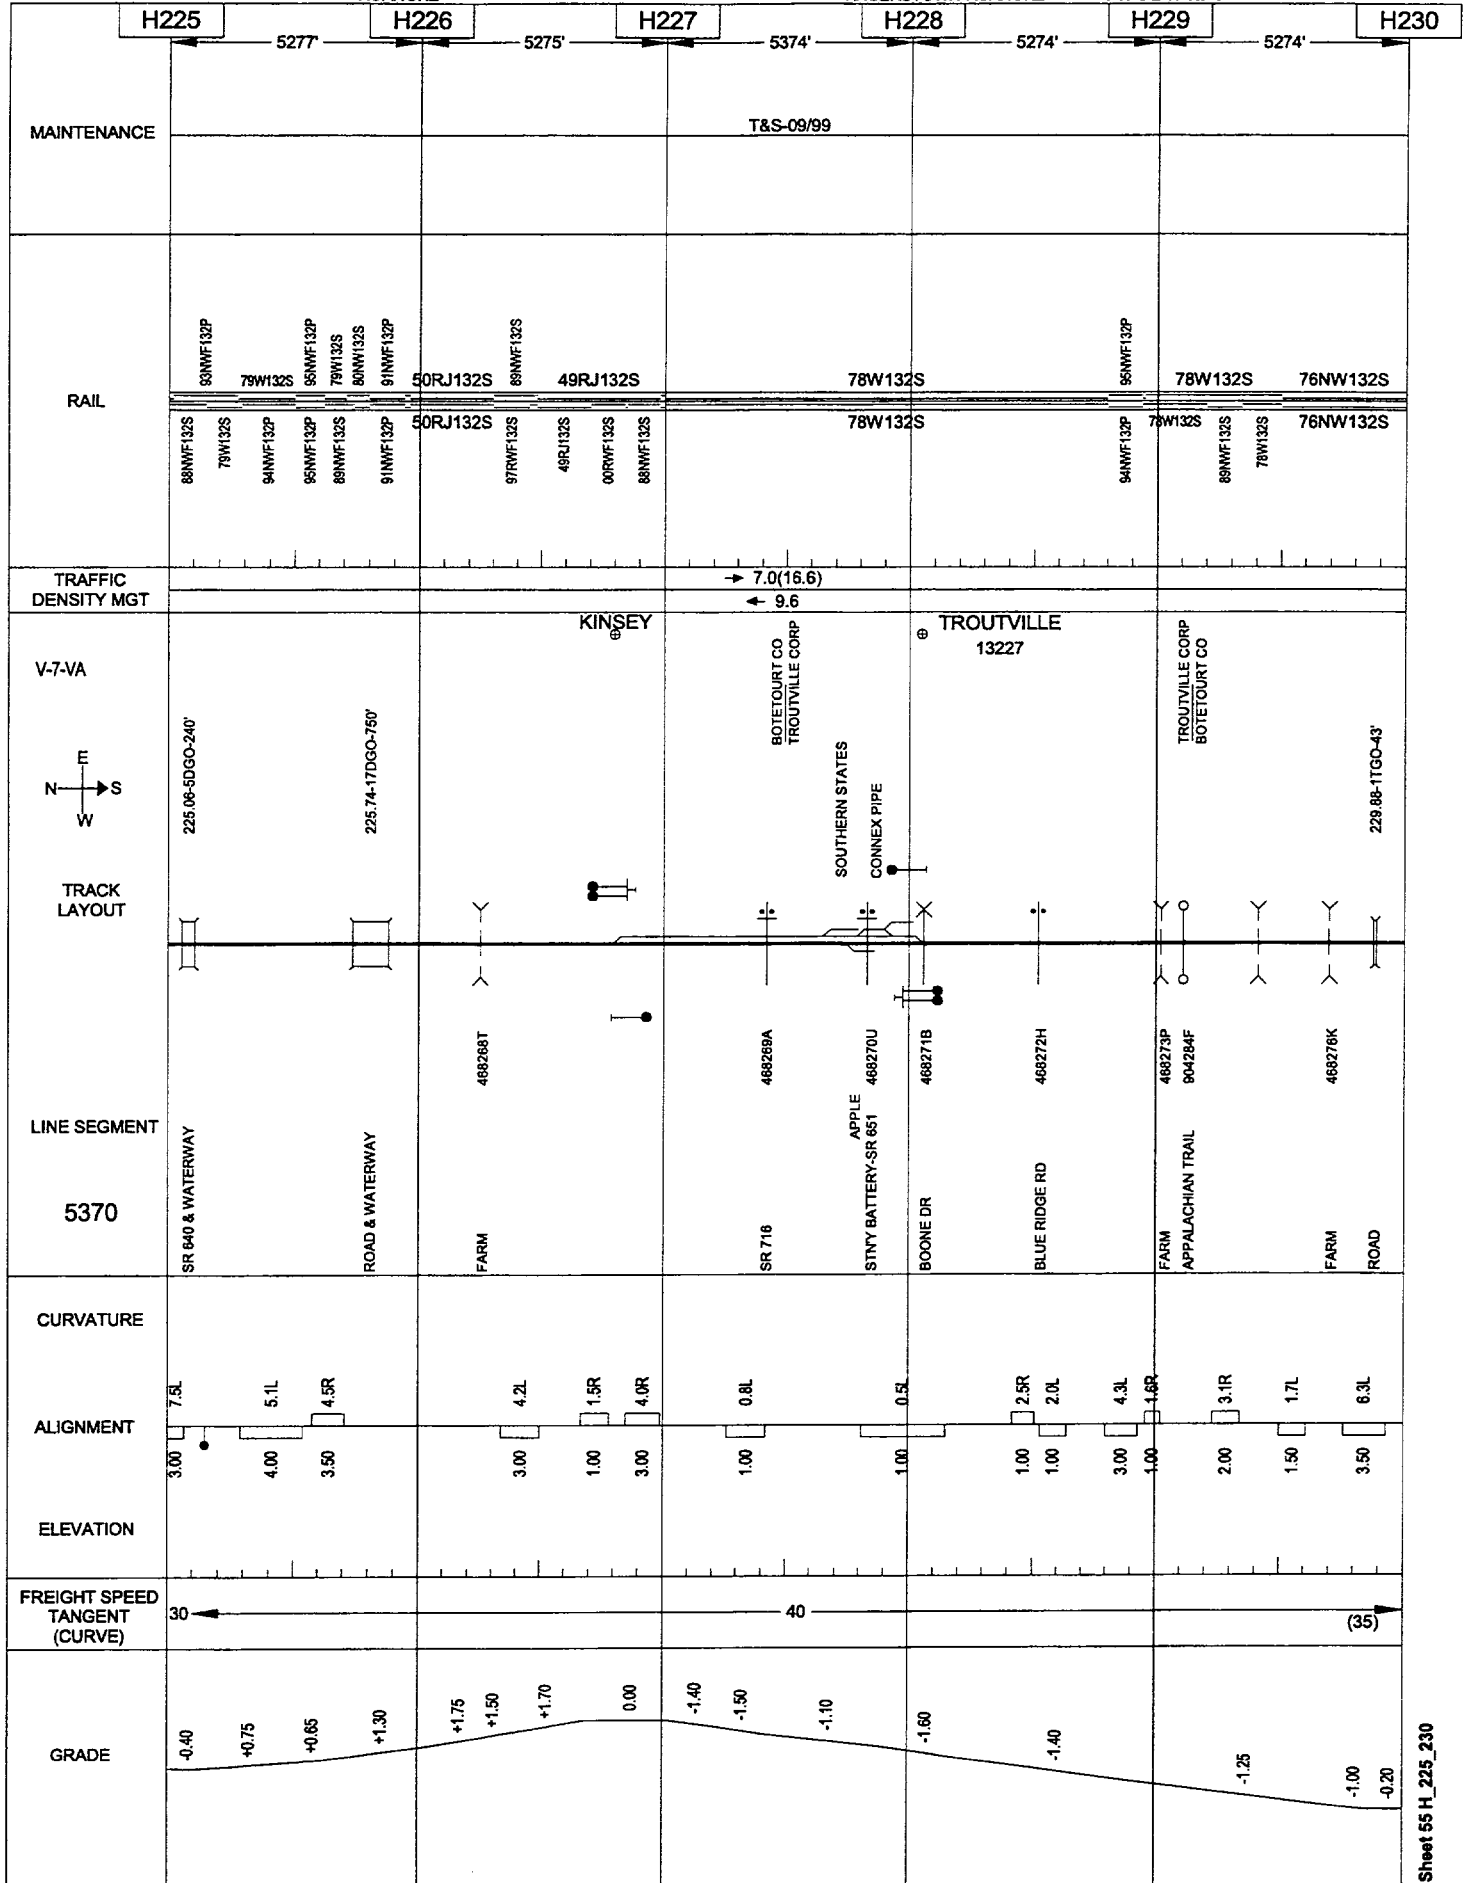 H225 H226 H227 H228 H229 H230
5277' 5275' 5374' 5274' 5274'
MAINTENANCE
T&S-09/99
RAIL
93NWF132P 79W132S 95NWF132P 79W132S 80NW132S 91NWF132P 50RJ132S 89NWF132S 49RJ132S 78W132S 95NWF132P 78W132S 76NW132S
88NWF132S 79W132S 94NWF132P 95NWF132P 89NWF132S 91NWF132P 50RJ132S 97RWF132S 49RJ132S 00RWF132S 88NWF132S 78W132S 94NWF132P 78W132S 89NWF132S 78W132S 76NW132S
TRAFFIC
DENSITY MGT
7.0(16.6)
9.6
KINSEY
TROUTVILLE
13227
V-7-VA
E
N S
W
225.06-5DGO-240'
225.74-17DGO-750'
BOTETOURT CO
TROUTVILLE CORP
SOUTHERN STATES
CONNEX PIPE
TROUTVILLE CORP
BOTETOURT CO
229.88-1TGO-43'
TRACK
LAYOUT
468268T 468269A 468270U 468271B 468272H 468273P 904284F 468276K
LINE SEGMENT
5370
SR 640 & WATERWAY
ROAD & WATERWAY
FARM
SR 716
APPLE
STN'Y BATTERY-SR 651
BOONE DR
BLUE RIDGE RD
FARM
APPALACHIAN TRAIL
FARM
ROAD
CURVATURE
7.5L 5.1L 4.5R 4.2L 1.5R 4.0R 0.8L 0.5L 2.5R 2.0L 4.3L 1.6R 3.1R 1.7L 6.3L
ALIGNMENT
3.00 4.00 3.50 3.00 1.00 3.00 1.00 1.00 1.00 1.00 3.00 1.00 2.00 1.50 3.50
ELEVATION
FREIGHT SPEED
TANGENT
(CURVE)
30 40 (35)
GRADE
-0.40 +0.75 +0.65 +1.30 +1.75 +1.50 +1.70 0.00 -1.40 -1.50 -1.10 -1.60 -1.40 -1.25 -1.00 -0.20
Sheet 55 H_225_230